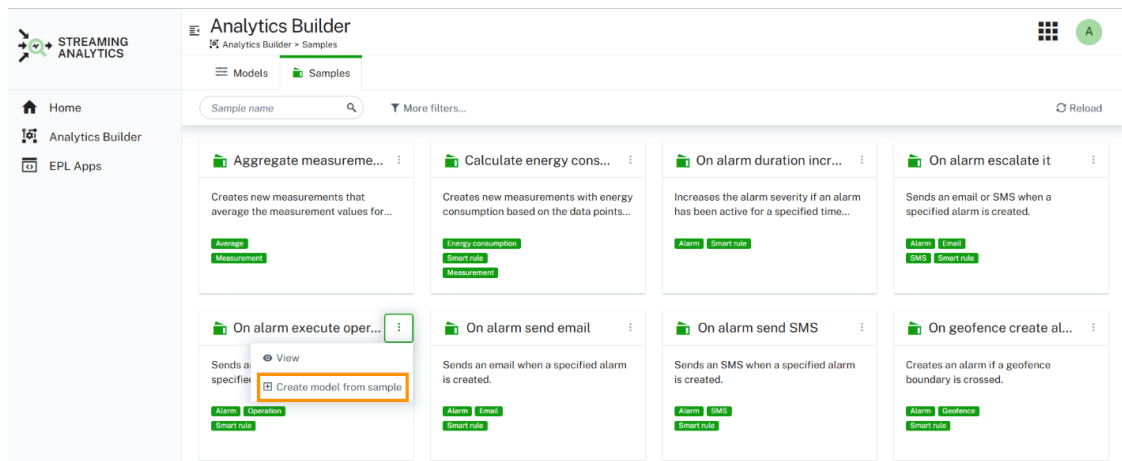 STREAMING
ANALYTICS
Analytics Builder
Analytics Builder > Samples
A
Models
Samples
Home
Analytics Builder
EPL Apps
Sample name
More filters...
Reload
Aggregate measureme...
Creates new measurements that
average the measurement values for...
Average
Measurement
Calculate energy cons...
Creates new measurements with energy
consumption based on the data points...
Energy consumption
Smart rule
Measurement
On alarm duration incr...
Increases the alarm severity if an alarm
has been active for a specified time...
Alarm Smart rule
On alarm escalate it
Sends an email or SMS when a
specified alarm is created.
Alarm Email
SMS Smart rule
On alarm execute oper...
Sends a
specifie
View
Create model from sample
Alarm Operation
Smart rule
On alarm send email
Sends an email when a specified alarm
is created.
Alarm Email
Smart rule
On alarm send SMS
Sends an SMS when a specified alarm
is created.
Alarm SMS
Smart rule
On geofence create al...
Creates an alarm if a geofence
boundary is crossed.
Alarm Geofence
Smart rule